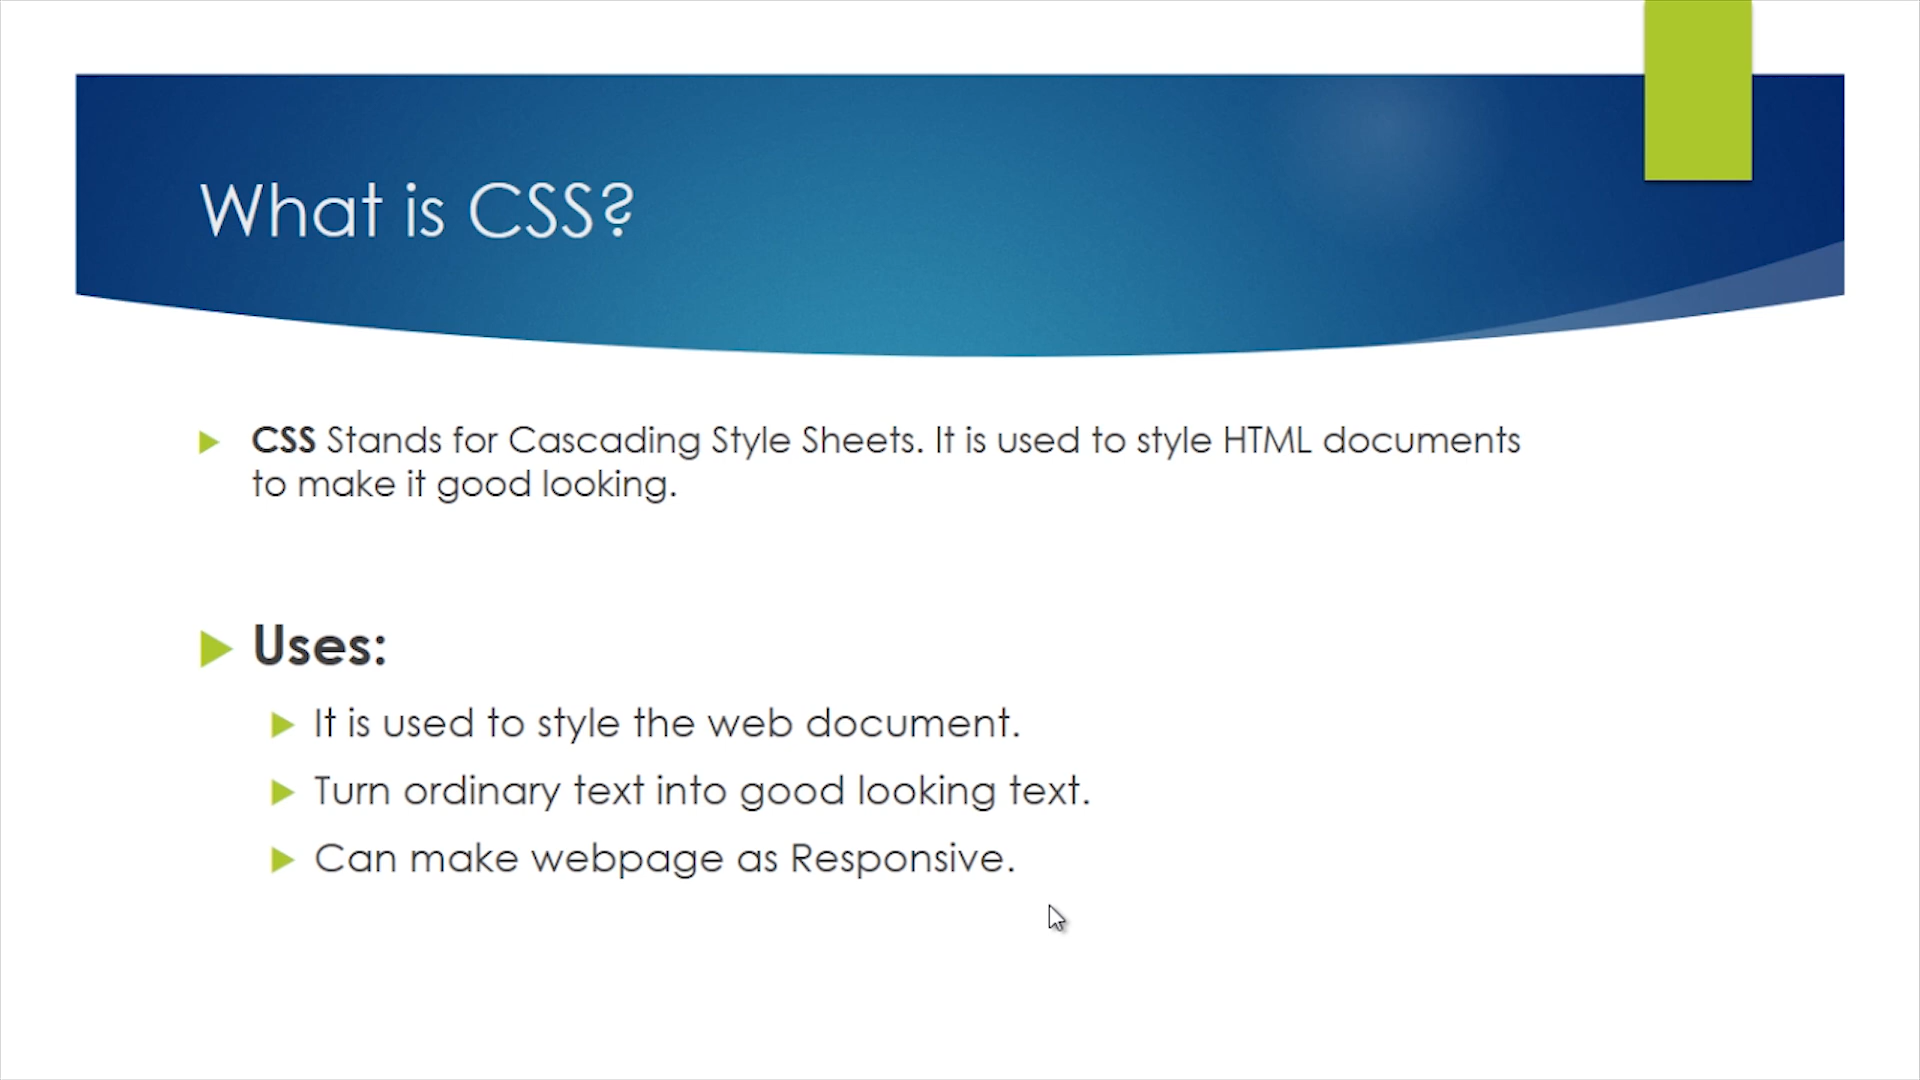 What is CSS?
CSS Stands for Cascading Style Sheets. It is used to style HTML documents
to make it good looking.
Uses:
It is used to style the web document.
Turn ordinary text into good looking text.
Can make webpage as Responsive.